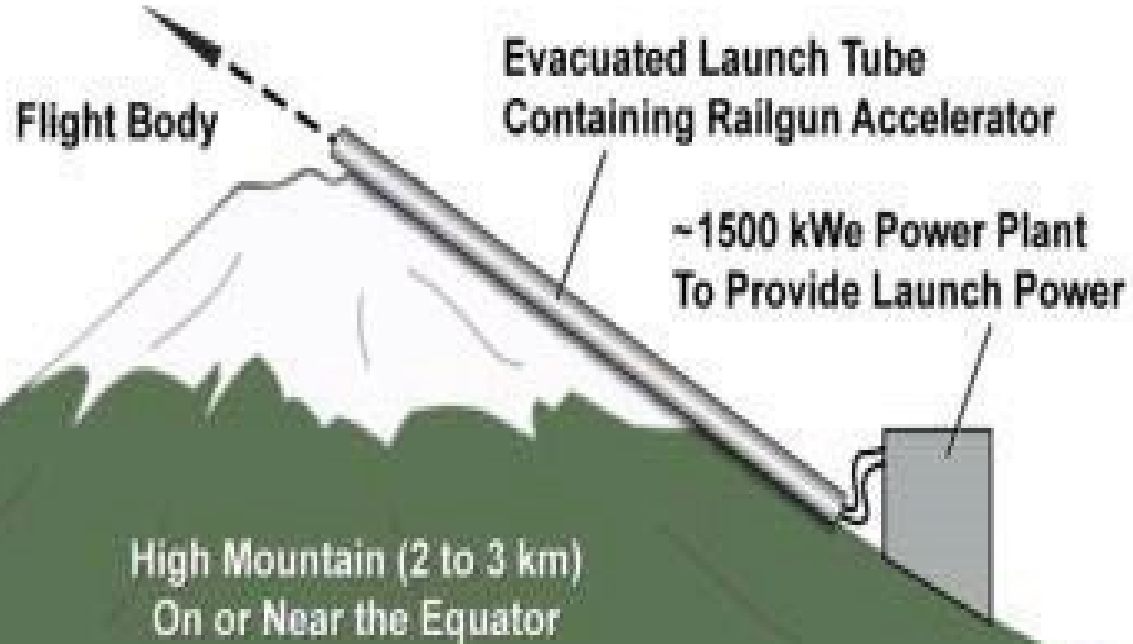 Flight Body
Evacuated Launch Tube
Containing Railgun Accelerator
~1500 kWe Power Plant
To Provide Launch Power
High Mountain (2 to 3 km)
On or Near the Equator